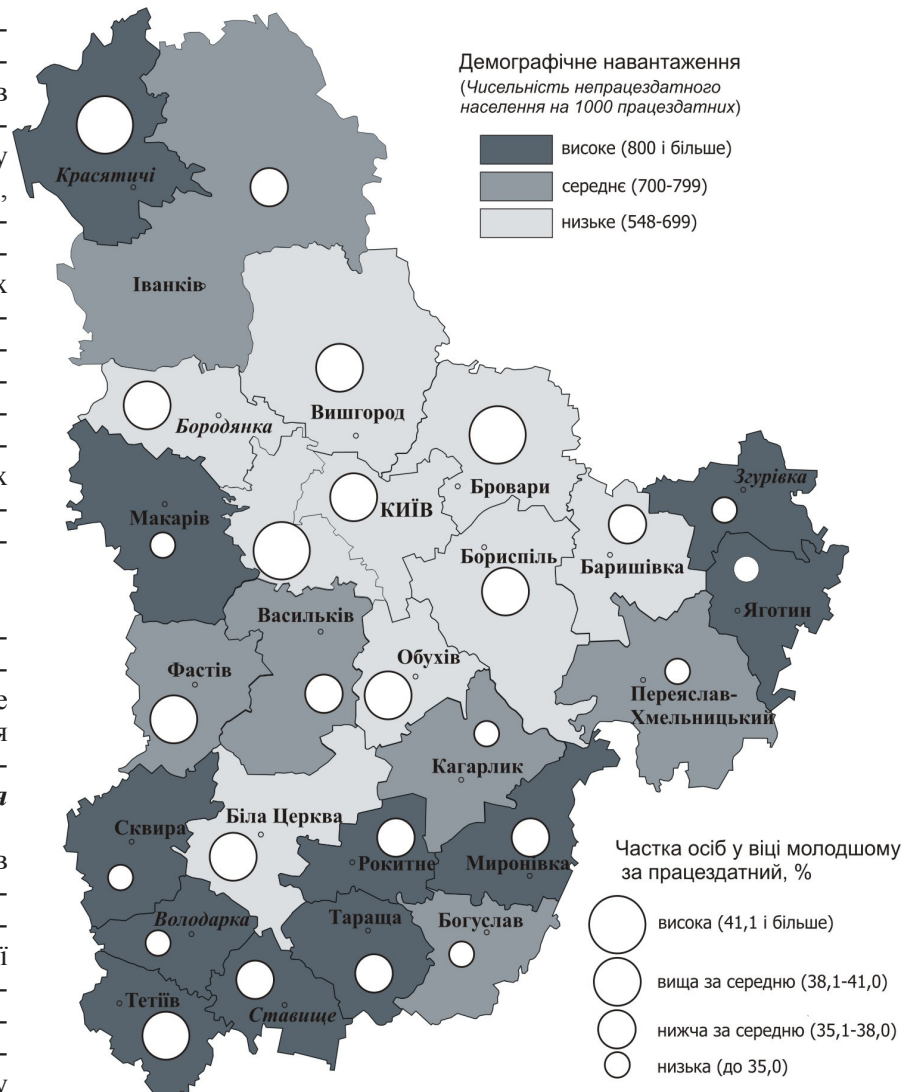 в
у
,
х
х
е
я
я
в
ї
у
Демографічне навантаження
(Чисельність непрацездатного
населення на 1000 працездатних)
високе (800 і більше)
середнє (700-799)
низьке (548-699)
Красятичі
Іванків
Вишгород
Бородянка
Бровари
Згурівка
Макарів
КИЇВ
Бориспіль
Баришівка
Яготин
Васильків
Фастів
Обухів
Переяслав-
Хмельницький
Кагарлик
Біла Церква
Сквира
Рокитне
Миронівка
Володарка
Тараща
Богуслав
Тетіїв
Ставище
Частка осіб у віці молодшому
за працездатний, %
висока (41,1 і більше)
вища за середню (38,1-41,0)
нижча за середню (35,1-38,0)
низька (до 35,0)